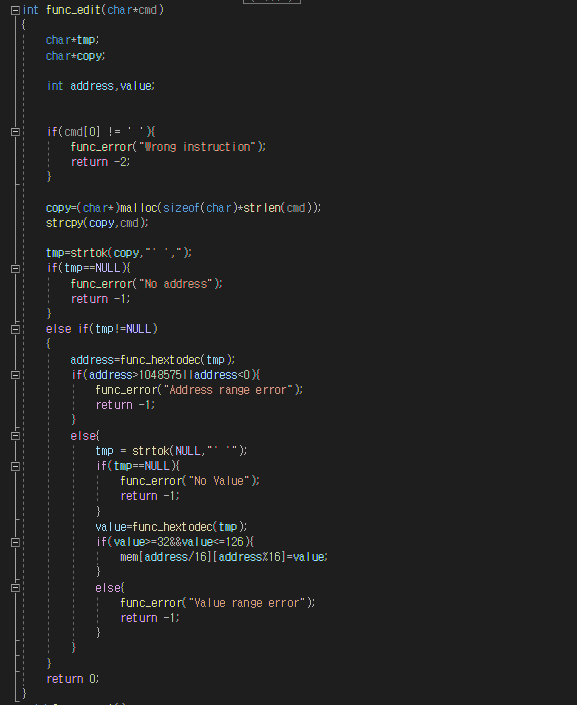 int func_edit(char*cmd)
{
char*tmp;
char*copy;
int address,value;
if(cmd[0] != ' '){
func_error("Wrong instruction");
return -2;
}
copy=(char*)malloc(sizeof(char)*strlen(cmd));
strcpy(copy,cmd);
tmp=strtok(copy,"' ',");
if(tmp==NULL){
func_error("No address");
return -1;
}
else if(tmp!=NULL)
{
address=func_hextodec(tmp);
if(address>1048575||address<0){
func_error("Address range error");
return -1;
}
else{
tmp = strtok(NULL,"' '");
if(tmp==NULL){
func_error("No Value");
return -1;
}
value=func_hextodec(tmp);
if(value>=32&&value<=126){
mem[address/16][address%16]=value;
}
else{
func_error("Value range error");
return -1;
}
}
}
return 0;
}